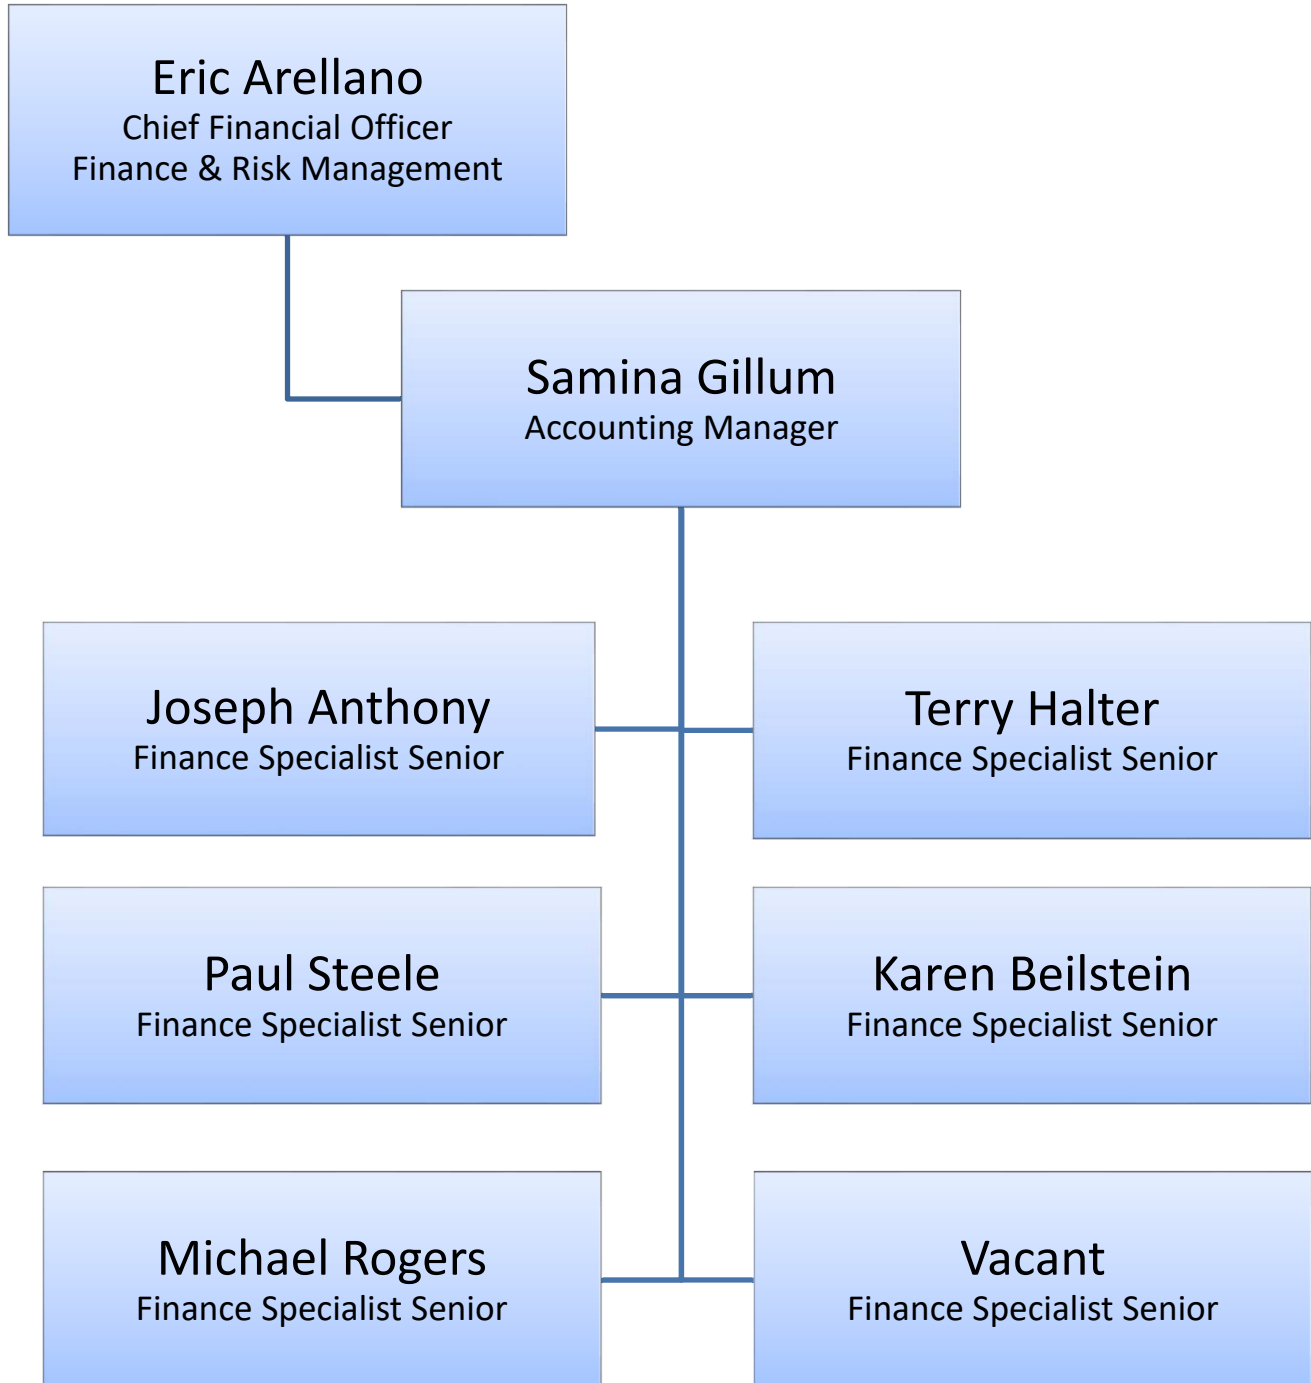 Eric Arellano
Chief Financial Officer
Finance & Risk Management
Samina Gillum
Accounting Manager
Joseph Anthony
Finance Specialist Senior
Terry Halter
Finance Specialist Senior
Paul Steele
Finance Specialist Senior
Karen Beilstein
Finance Specialist Senior
Michael Rogers
Finance Specialist Senior
Vacant
Finance Specialist Senior